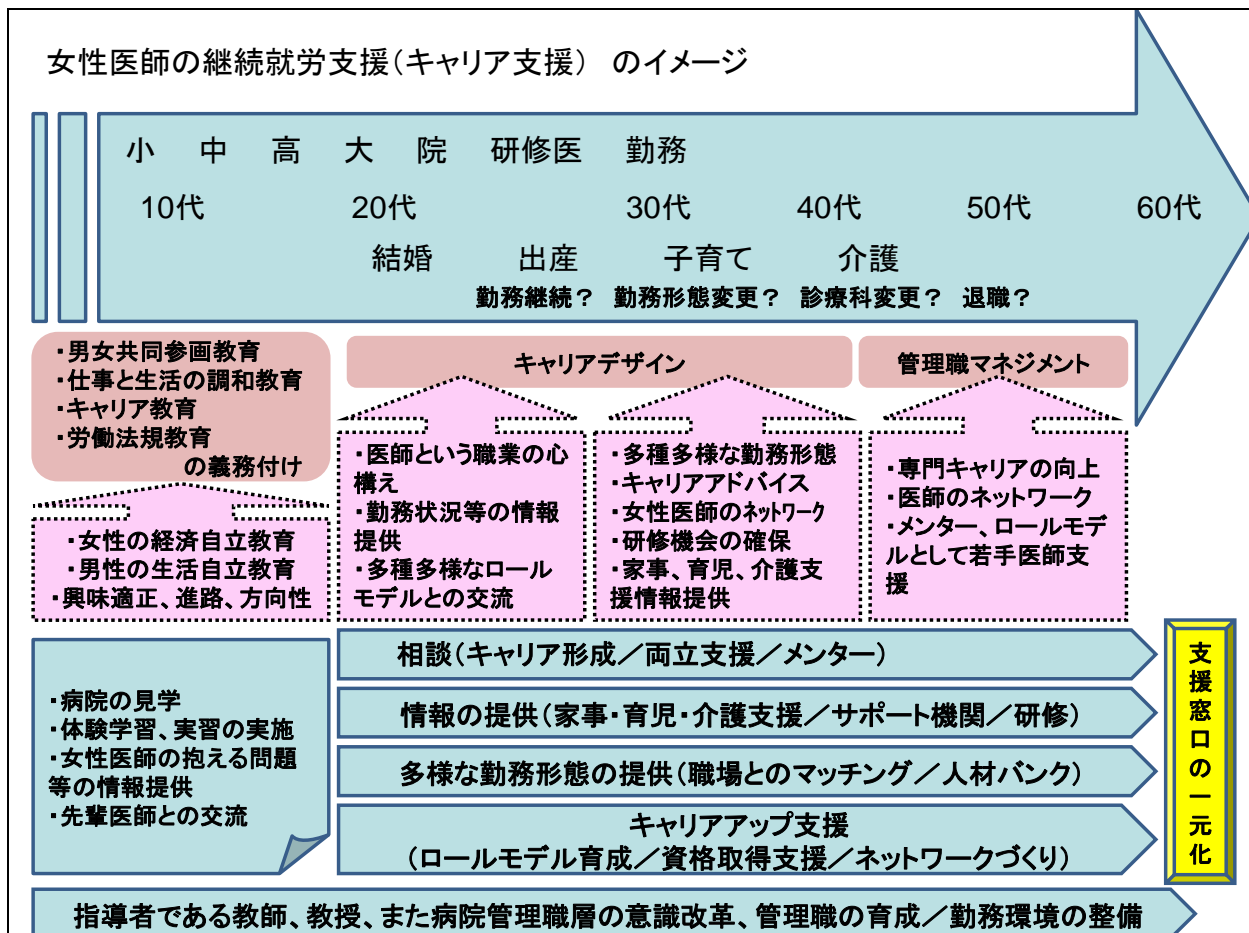 女性医師の継続就労支援(キャリア支援) のイメージ
小 中 高 大 院 研修医 勤務
10代 20代 30代 40代 50代 60代
結婚 出産 子育て 介護
勤務継続? 勤務形態変更? 診療科変更? 退職?
・男女共同参画教育
・仕事と生活の調和教育
・キャリア教育
・労働法規教育
の義務付け
キャリアデザイン
管理職マネジメント
・女性の経済自立教育
・男性の生活自立教育
・興味適正、進路、方向性
・医師という職業の心
構え
・勤務状況等の情報
提供
・多種多様なロール
モデルとの交流
・多種多様な勤務形態
・キャリアアドバイス
・女性医師のネットワーク
・研修機会の確保
・家事、育児、介護支
援情報提供
・専門キャリアの向上
・医師のネットワーク
・メンター、ロールモデ
ルとして若手医師支
援
・病院の見学
・体験学習、実習の実施
・女性医師の抱える問題
等の情報提供
・先輩医師との交流
相談(キャリア形成/両立支援/メンター)
情報の提供(家事・育児・介護支援/サポート機関/研修)
多様な勤務形態の提供(職場とのマッチング/人材バンク)
キャリアアップ支援
(ロールモデル育成/資格取得支援/ネットワークづくり)
支援窓口の一元化
指導者である教師、教授、また病院管理職層の意識改革、管理職の育成/勤務環境の整備